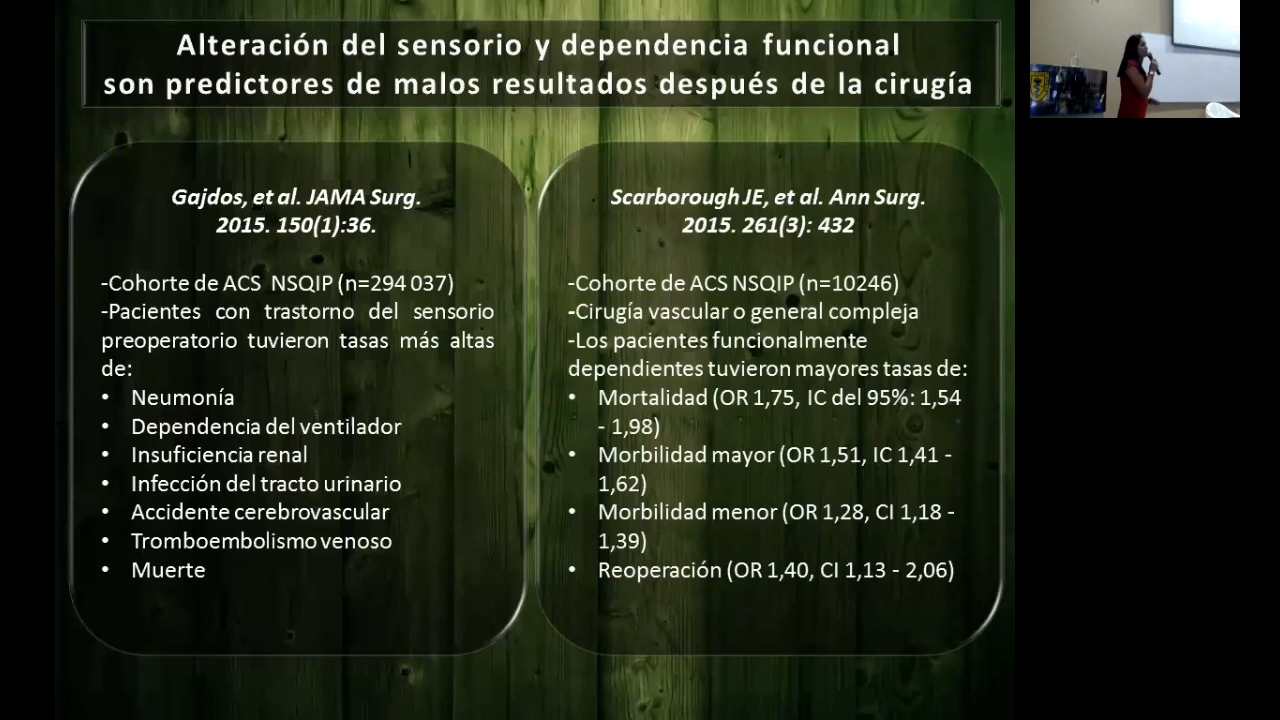 Alteración del sensorio y dependencia funcional
son predictores de malos resultados después de la cirugía
Gajdos, et al. JAMA Surg.
2015. 150(1):36.
-Cohorte de ACS NSQIP (n=294 037)
-Pacientes con trastorno del sensorio
preoperatorio tuvieron tasas más altas
de:
• Neumonía
• Dependencia del ventilador
• Insuficiencia renal
• Infección del tracto urinario
• Accidente cerebrovascular
• Tromboembolismo venoso
• Muerte
Scarborough JE, et al. Ann Surg.
2015. 261(3): 432
-Cohorte de ACS NSQIP (n=10246)
-Cirugía vascular o general compleja
-Los pacientes funcionalmente
dependientes tuvieron mayores tasas de:
• Mortalidad (OR 1,75, IC del 95%: 1,54
- 1,98)
• Morbilidad mayor (OR 1,51, IC 1,41 -
1,62)
• Morbilidad menor (OR 1,28, CI 1,18 -
1,39)
• Reoperación (OR 1,40, CI 1,13 - 2,06)